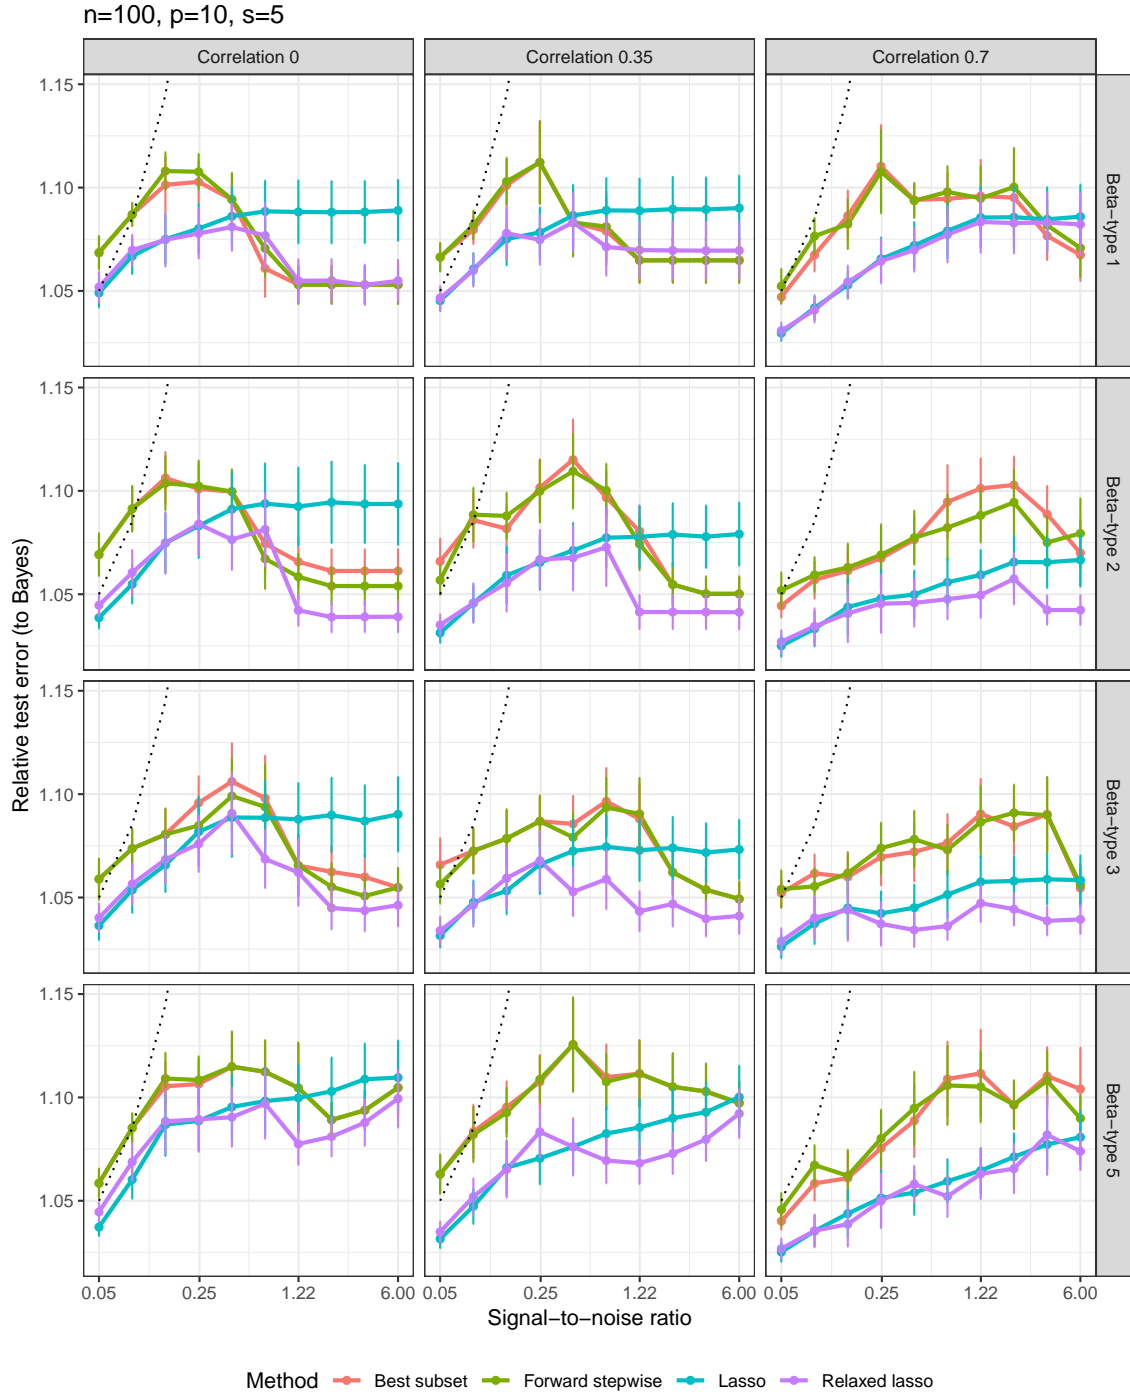 n=100, p=10, s=5
Correlation 0 Correlation 0.35 Correlation 0.7
1.15
1.10
1.05
Beta−type 1
1.15
1.10
1.05
Beta−type 2
1.15
1.10
1.05
Beta−type 3
1.15
1.10
1.05
Beta−type 5
Relative test error (to Bayes)
0.05 0.25 1.22 6.00 0.05 0.25 1.22 6.00 0.05 0.25 1.22 6.00
Signal−to−noise ratio
Method Best subset Forward stepwise Lasso Relaxed lasso